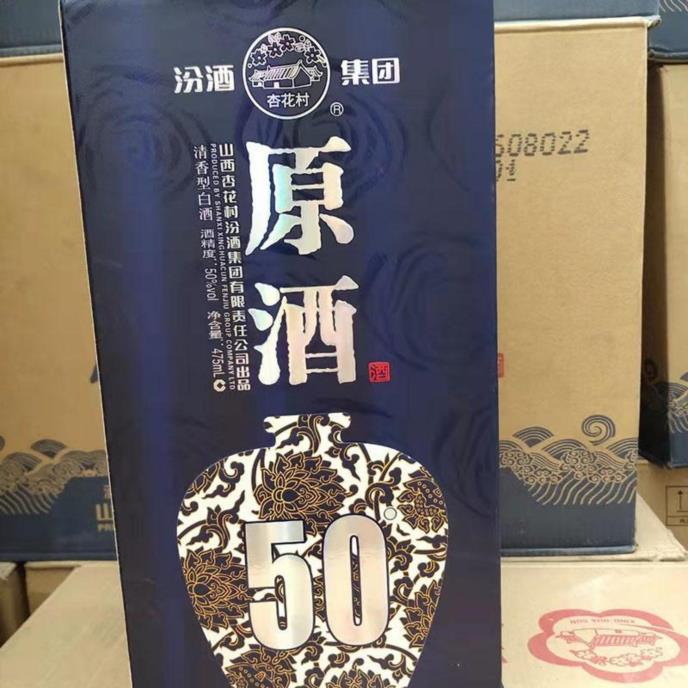 汾酒
杏花村
®
集团
原酒
山西杏花村汾酒集团有限责任公司出品
PRODUCED BY SHANXI XINGHUACUN FENJIU GROUP COMPANY LTD
清香型白酒 酒精度:50%vol 净含量:475mL
50°
608022